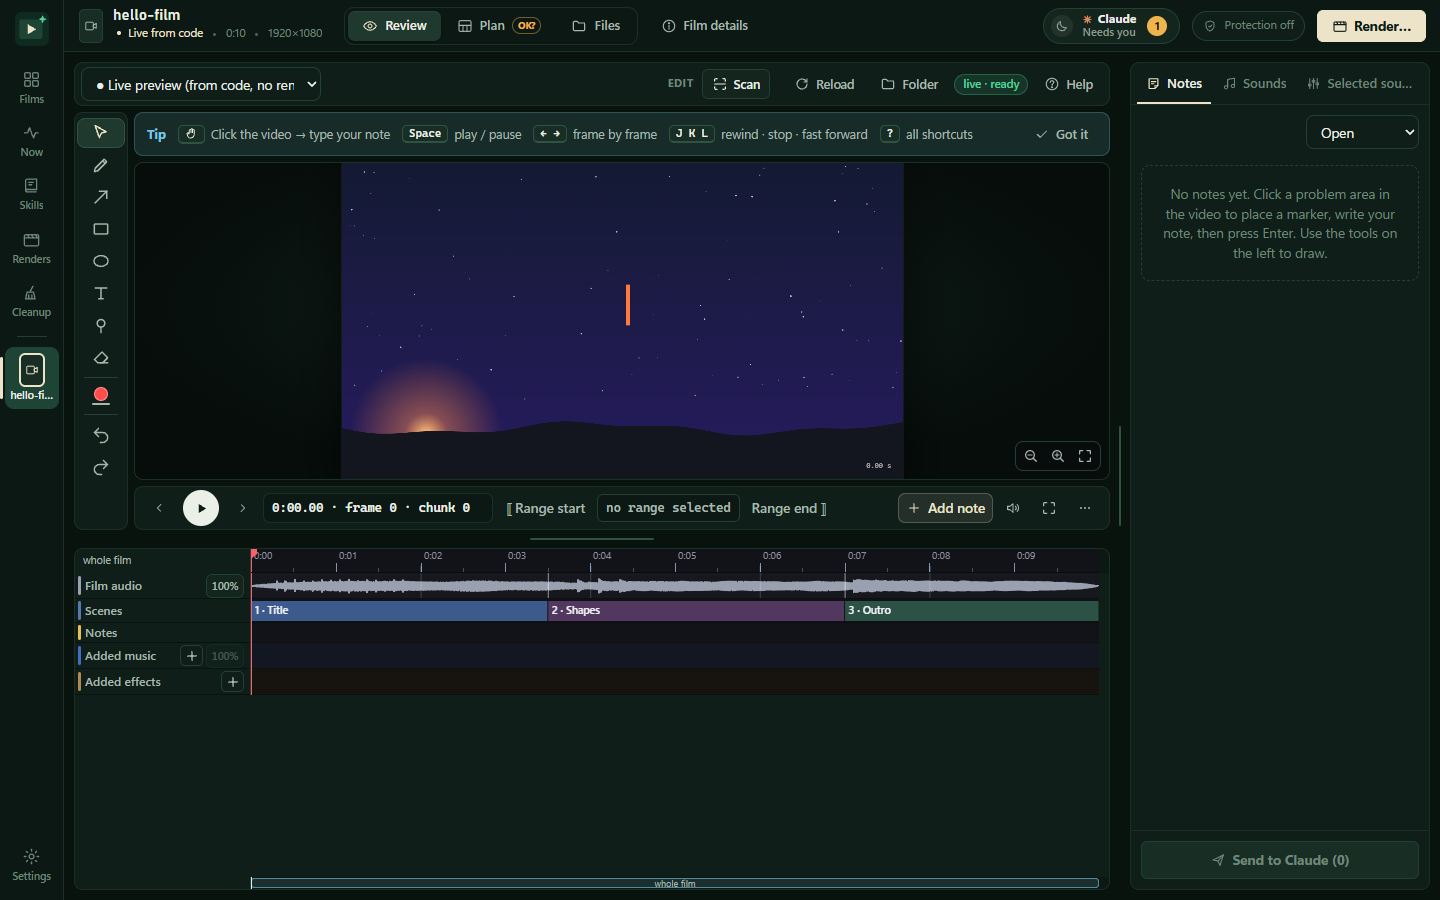 hello-film
Live from code • 0:10 • 1920×1080
Review
Plan OK?
Files
Film details
Claude
Needs you
1
Protection off
Render...
Films
Now
Skills
Renders
Cleanup
hello-fi...
Settings
Live preview (from code, no ren
EDIT
Scan
Reload
Folder
live · ready
Help
Tip Click the video → type your note Space play / pause ← → frame by frame J K L rewind · stop · fast forward ? all shortcuts Got it
0.00 s
0:00.00 · frame 0 · chunk 0
[ Range start
no range selected
Range end ]
+ Add note
whole film
0:00 0:01 0:02 0:03 0:04 0:05 0:06 0:07 0:08 0:09
Film audio 100%
Scenes
1 · Title
2 · Shapes
3 · Outro
Notes
Added music + 100%
Added effects +
whole film
Notes
Sounds
Selected sou...
Open
No notes yet. Click a problem area in
the video to place a marker, write your
note, then press Enter. Use the tools on
the left to draw.
Send to Claude (0)